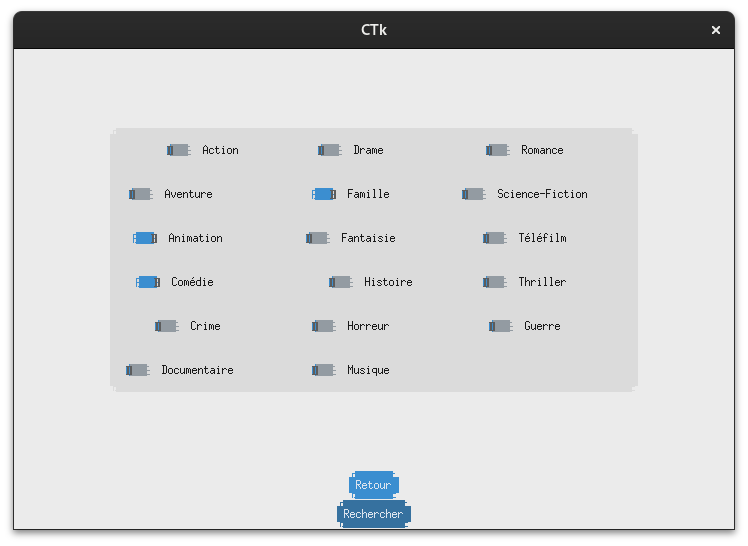 CTk
Action Drame Romance
Aventure Famille Science-Fiction
Animation Fantaisie Téléfilm
Comédie Histoire Thriller
Crime Horreur Guerre
Documentaire Musique
Retour
Rechercher